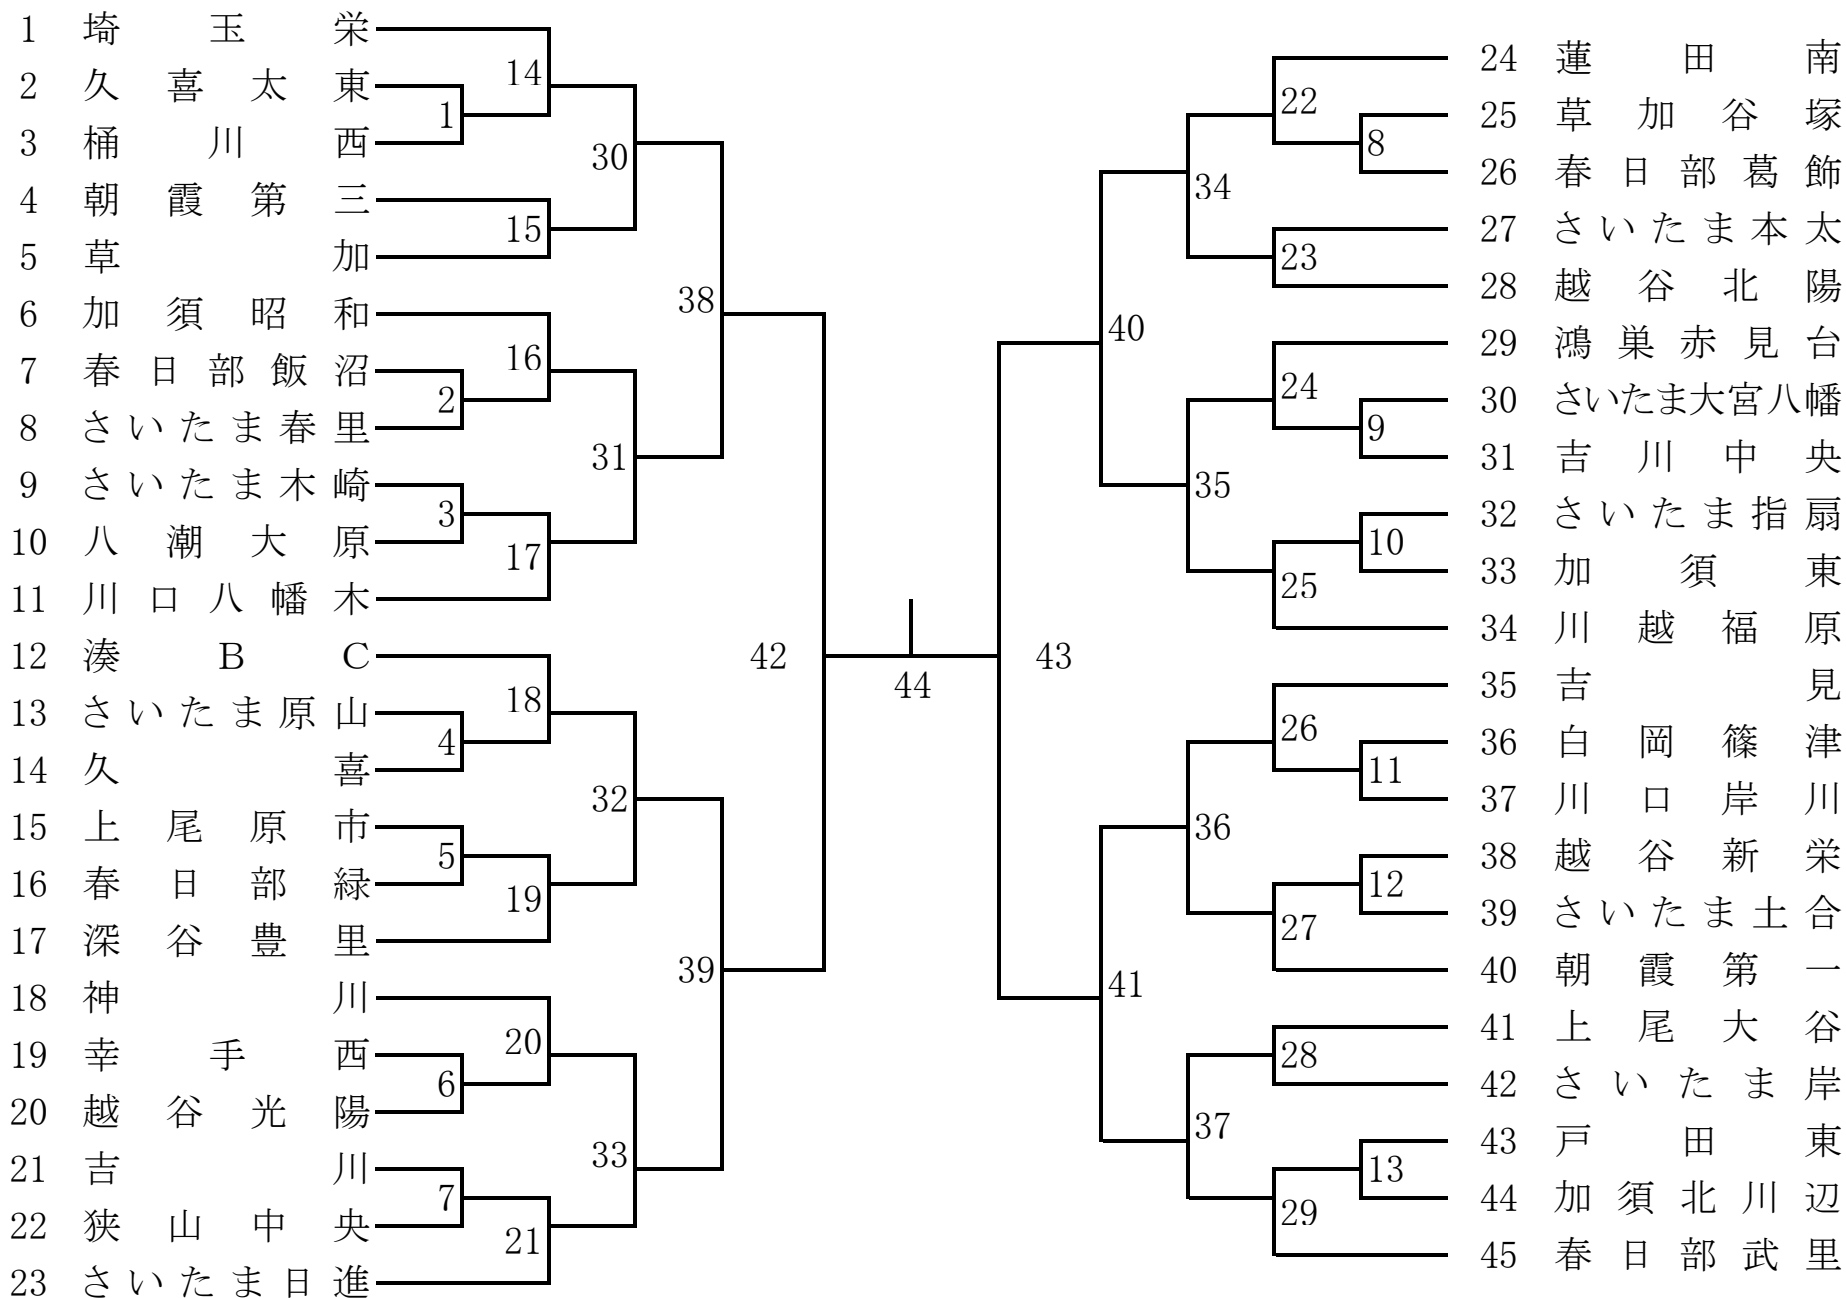 1 埼玉栄
2 久喜太東
3 桶川西
4 朝霞第三
5 草加
6 加須昭和
7 春日部飯沼
8 さいたま春里
9 さいたま木崎
10 八潮大原
11 川口八幡木
12 湊BC
13 さいたま原山
14 久喜
15 上尾原市
16 春日部緑
17 深谷豊里
18 神川
19 幸手西
20 越谷光陽
21 吉川
22 狭山中央
23 さいたま日進
1
2
3
4
5
6
7
14
15
16
17
18
19
20
21
30
31
32
33
38
39
42
44
43
40
41
34
35
36
37
22
23
24
25
26
27
28
29
8
9
10
11
12
13
24 蓮田南
25 草加谷塚
26 春日部葛飾
27 さいたま本太
28 越谷北陽
29 鴻巣赤見台
30 さいたま大宮八幡
31 吉川中央
32 さいたま指扇
33 加須東
34 川越福原
35 吉見
36 白岡篠津
37 川口岸川
38 越谷新栄
39 さいたま土合
40 朝霞第一
41 上尾大谷
42 さいたま岸
43 戸田東
44 加須北川辺
45 春日部武里